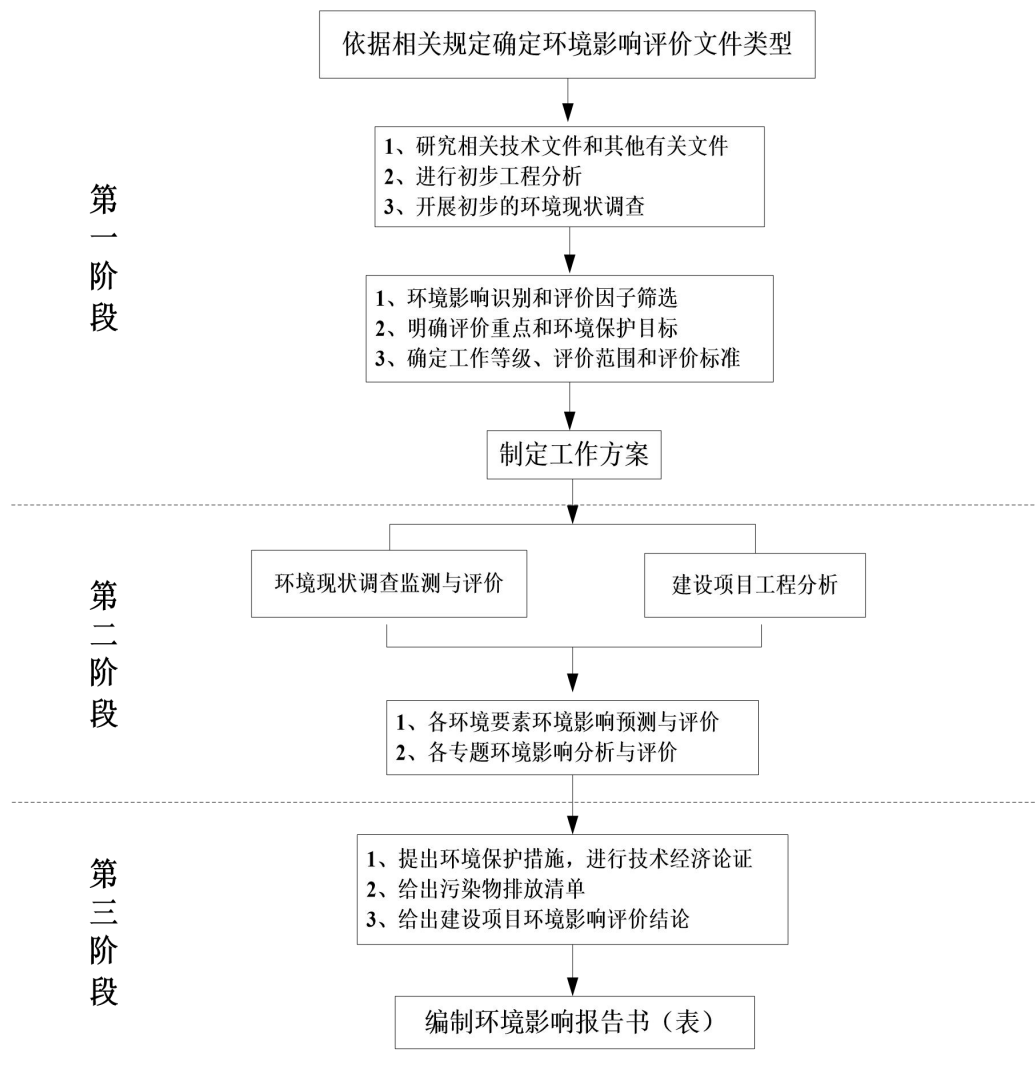 依据相关规定确定环境影响评价文件类型
第一阶段
1、研究相关技术文件和其他有关文件
2、进行初步工程分析
3、开展初步的环境现状调查
1、环境影响识别和评价因子筛选
2、明确评价重点和环境保护目标
3、确定工作等级、评价范围和评价标准
制定工作方案
第二阶段
环境现状调查监测与评价
建设项目工程分析
1、各环境要素环境影响预测与评价
2、各专题环境影响分析与评价
第三阶段
1、提出环境保护措施，进行技术经济论证
2、给出污染物排放清单
3、给出建设项目环境影响评价结论
编制环境影响报告书（表）